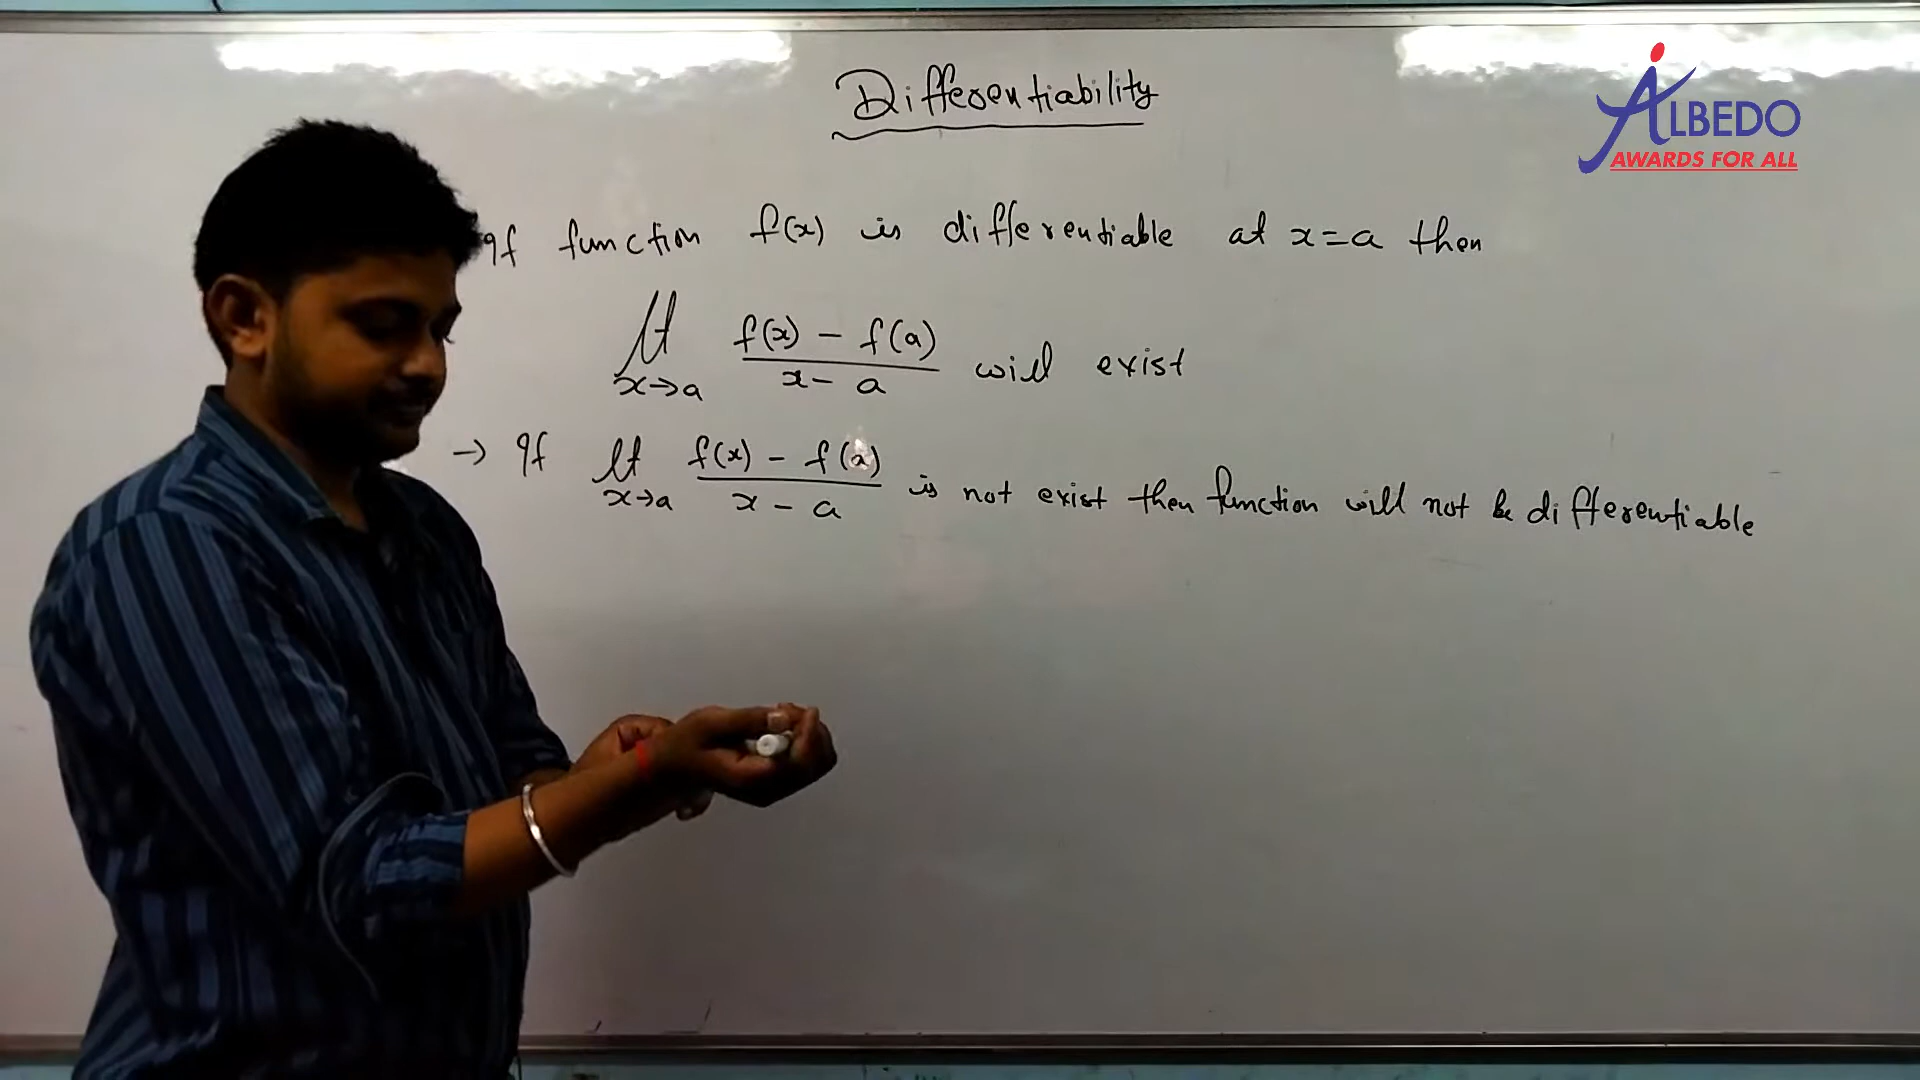 Differentiability
ALBEDO
AWARDS FOR ALL
If function f(x) is differentiable at x=a then
lt x→a f(x) - f(a) / x - a will exist
→ If lt x→a f(x) - f(a) / x - a is not exist then function will not be differentiable